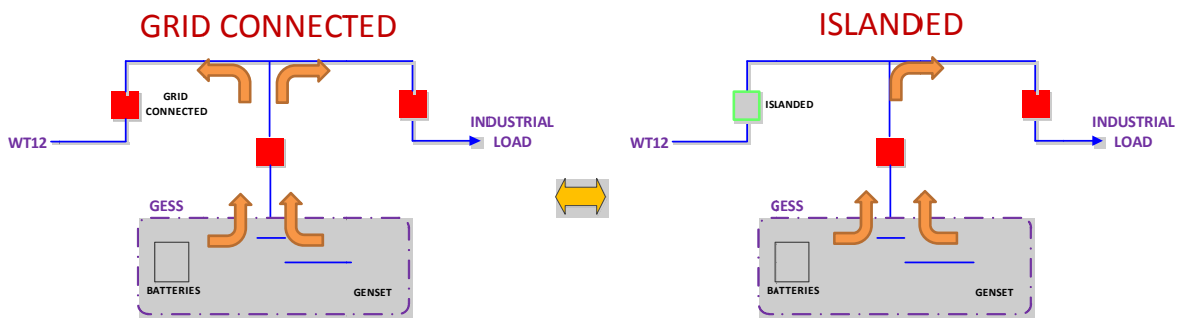 GRID CONNECTED
ISLANDED
GRID
CONNECTED
INDUSTRIAL
LOAD
WT12
GESS
BATTERIES
GENSET
ISLANDED
INDUSTRIAL
LOAD
WT12
GESS
BATTERIES
GENSET